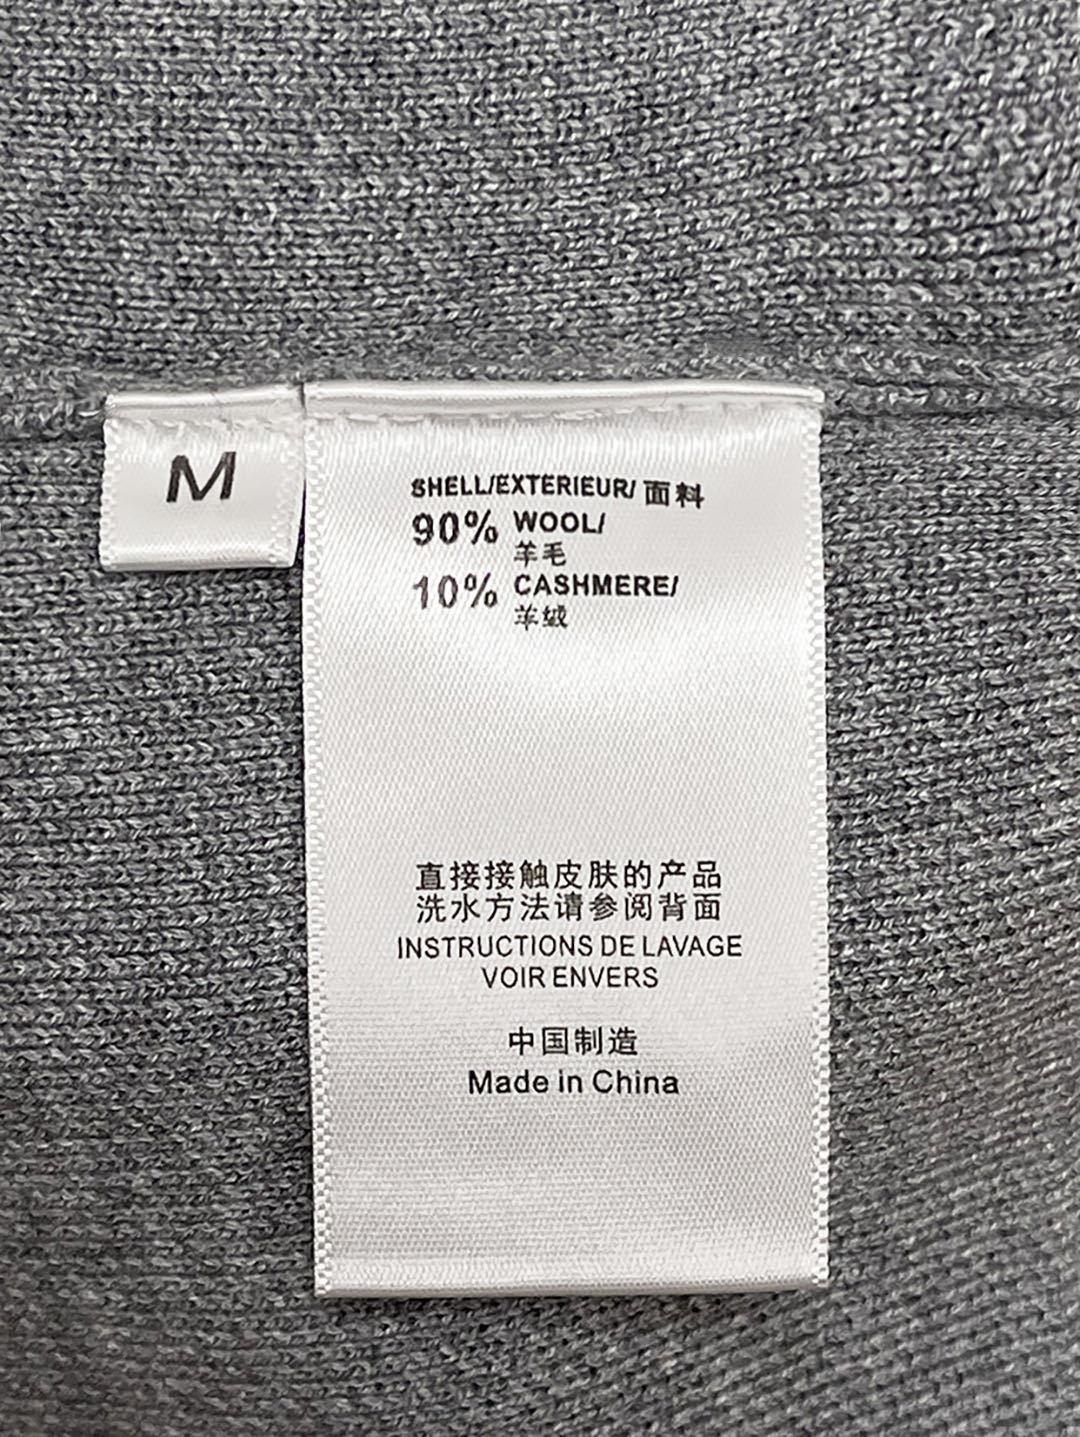 M
SHELL/EXTERIEUR/ 面料
90% WOOL/
羊毛
10% CASHMERE/
羊绒
直接接触皮肤的产品
洗水方法请参阅背面
INSTRUCTIONS DE LAVAGE
VOIR ENVERS
中国制造
Made in China